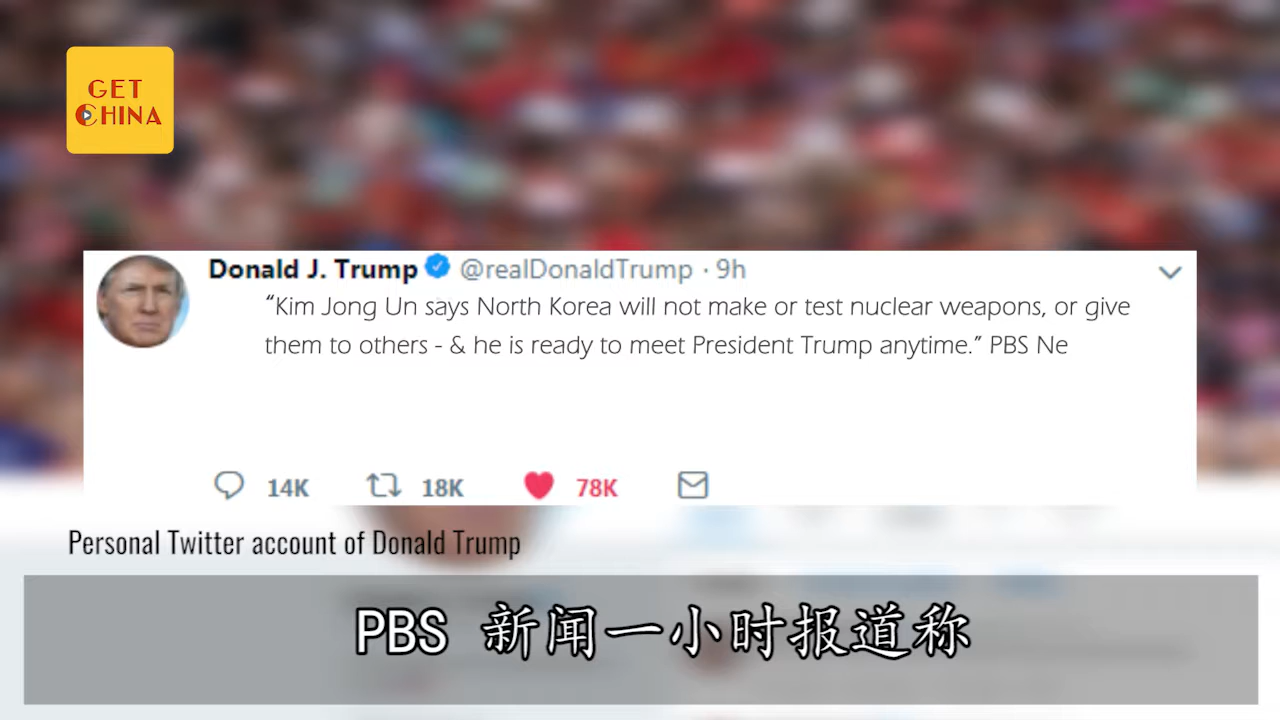 GET
CHINA
Donald J. Trump @realDonaldTrump · 9h
“Kim Jong Un says North Korea will not make or test nuclear weapons, or give
them to others - & he is ready to meet President Trump anytime.” PBS Ne
14K 18K 78K
Personal Twitter account of Donald Trump
PBS 新闻一小时报道称